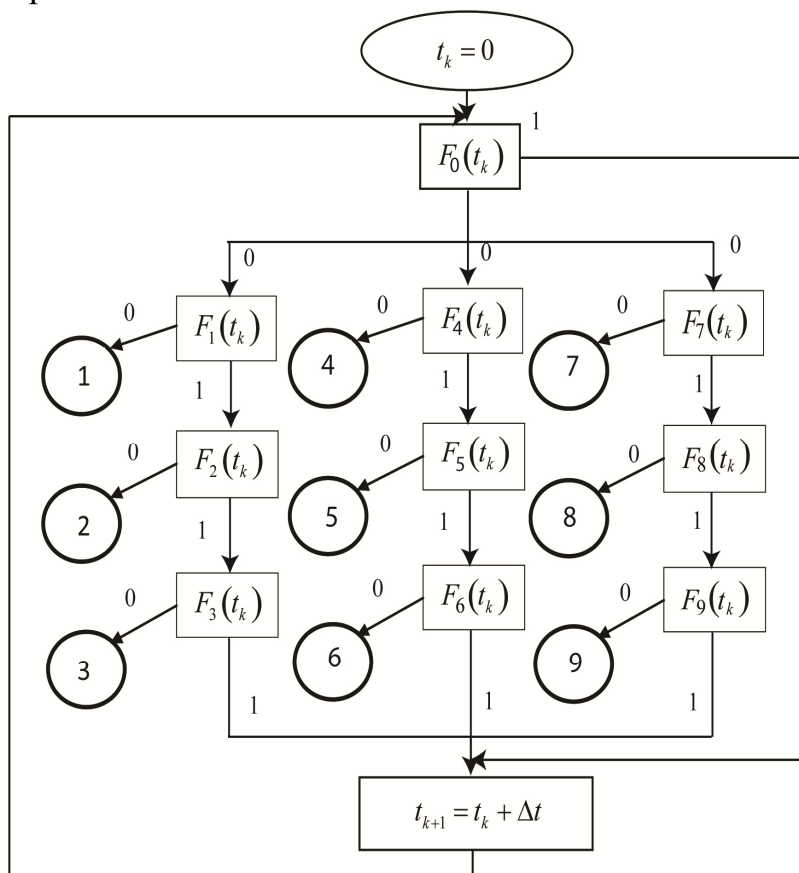 t_k = 0
1
F_0(t_k)
0 0 0
0 F_1(t_k) 0 F_4(t_k) 0 F_7(t_k)
1 4 7
1 1 1
0 F_2(t_k) 0 F_5(t_k) 0 F_8(t_k)
2 5 8
1 1 1
0 F_3(t_k) 0 F_6(t_k) 0 F_9(t_k)
3 6 9
1 1 1
t_{k+1} = t_k + Δt